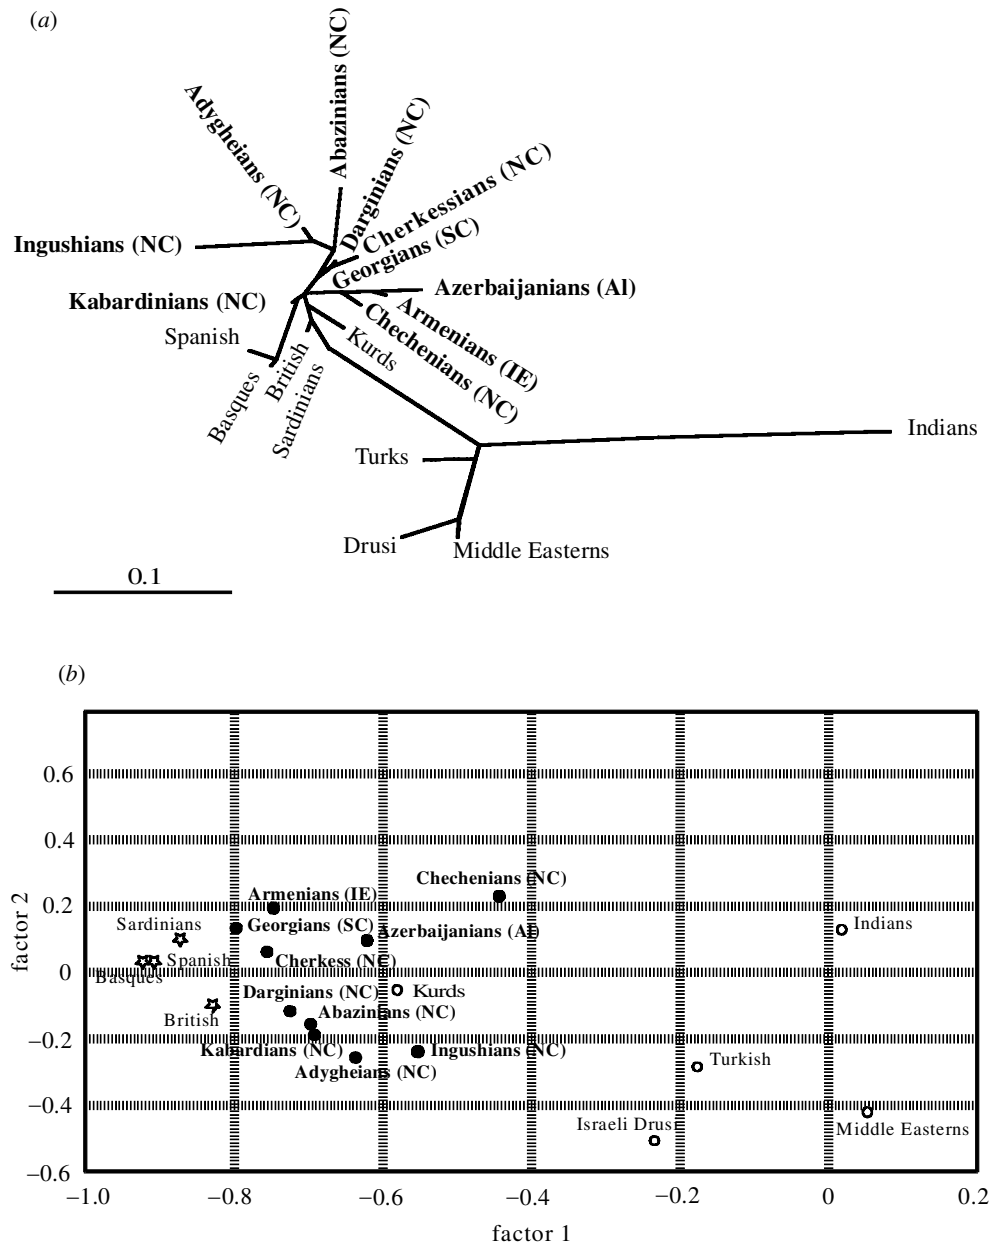 (a)
Abazinians (NC)
Adygheians (NC)
Darginians (NC)
Cherkessians (NC)
Georgians (SC)
Ingushians (NC)
Azerbaijanians (Al)
Kabardinians (NC)
Armenians (IE)
Chechenians (NC)
Spanish
Kurds
British
Basques
Sardinians
Indians
Turks
Drusi
Middle Easterns
0.1
(b)
0.6
0.4
0.2
0
−0.2
−0.4
−0.6
factor 2
Chechenians (NC)
Armenians (IE)
Sardinians
Georgians (SC)
Azerbaijanians (Al)
Indians
Spanish
Cherkess (NC)
Basques
Darginians (NC)
Kurds
British
Abazinians (NC)
Kabardians (NC)
Ingushians (NC)
Adygheians (NC)
Turkish
Israeli Drusi
Middle Easterns
−1.0
−0.8
−0.6
−0.4
−0.2
0
0.2
factor 1